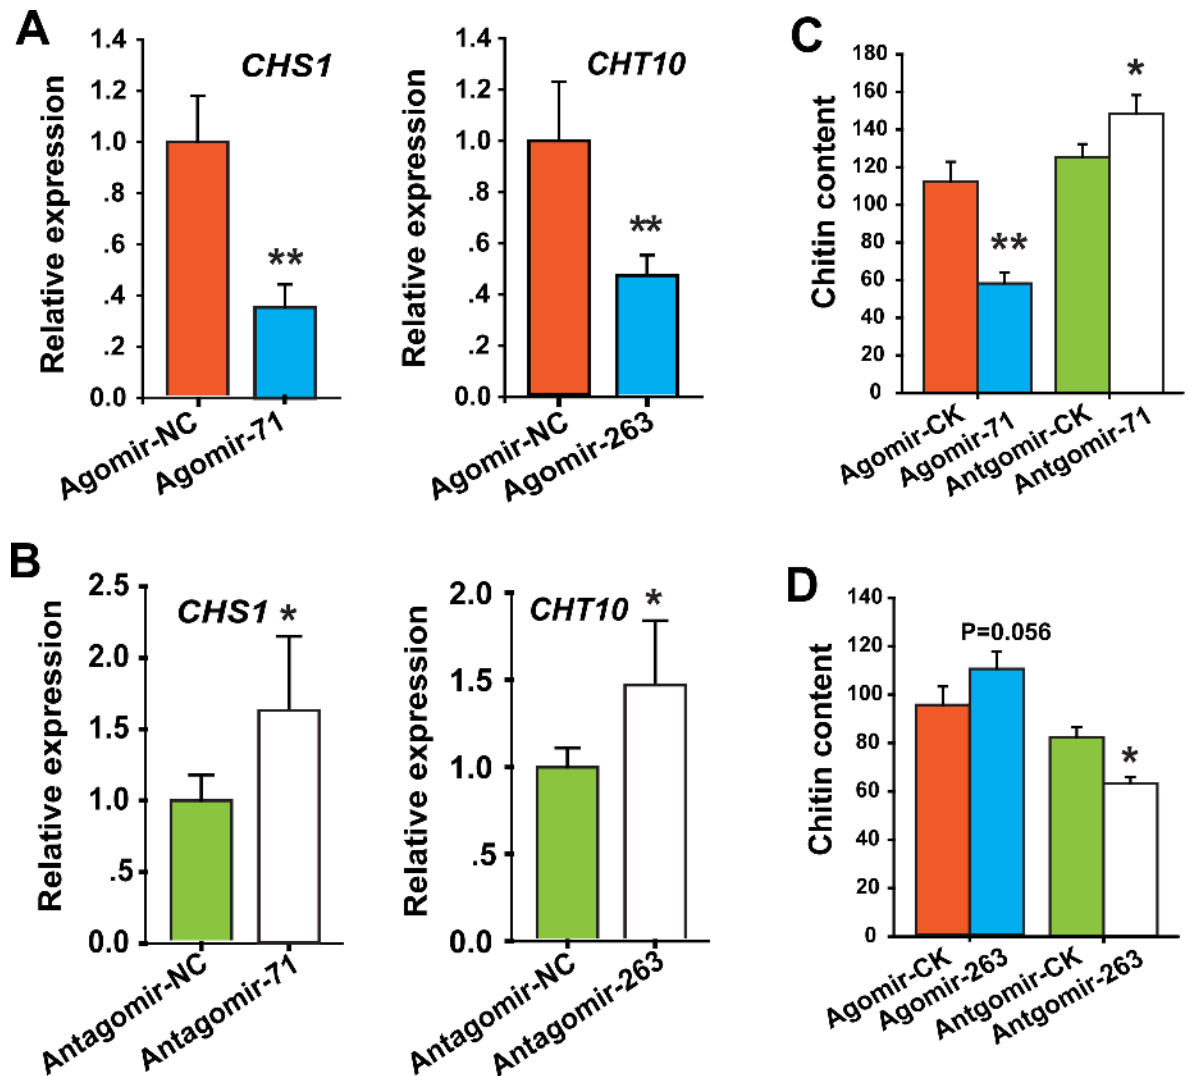 A
CHS1
Relative expression
1.4
1.2
1.0
.8
.6
.4
.2
0.0
**
Agomir-NC
Agomir-71
CHT10
Relative expression
1.4
1.2
1.0
.8
.6
.4
.2
0.0
**
Agomir-NC
Agomir-263
C
Chitin content
180
160
140
120
100
80
60
40
20
0
**
*
Agomir-CK
Agomir-71
Antgomir-CK
Antgomir-71
B
CHS1
*
Relative expression
2.5
2.0
1.5
1.0
.5
0.0
Antagomir-NC
Antagomir-71
CHT10
*
Relative expression
2.0
1.5
1.0
.5
0.0
Antagomir-NC
Antagomir-263
D
Chitin content
140
120
100
80
60
40
20
0
P=0.056
*
Agomir-CK
Agomir-263
Antgomir-CK
Antgomir-263